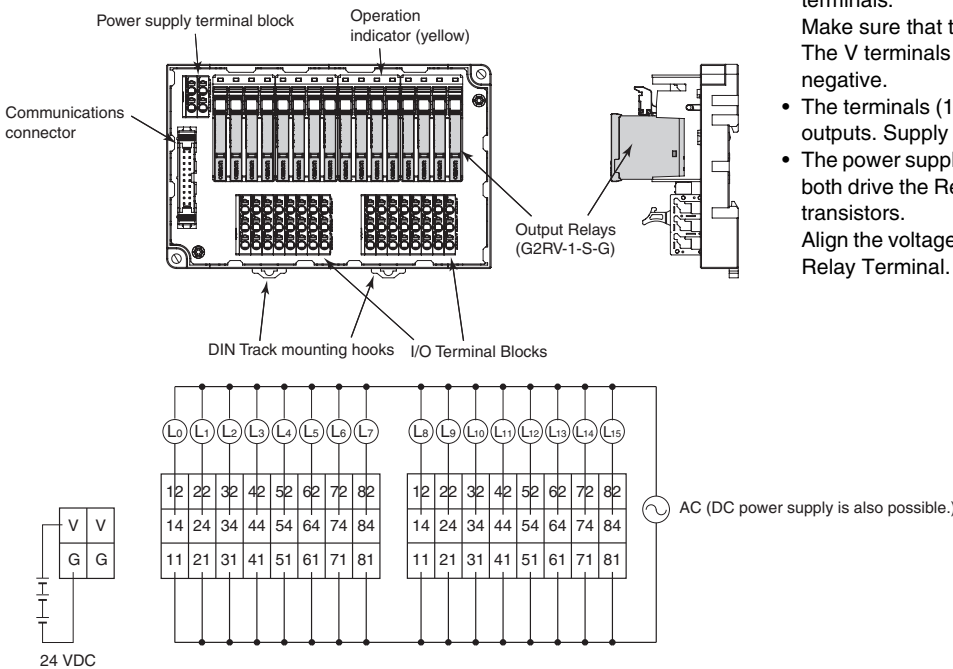 Power supply terminal block
Operation
indicator (yellow)
Communications
connector
Output Relays
(G2RV-1-S-G)
DIN Track mounting hooks
I/O Terminal Blocks
terminals.
Make sure that t
The V terminals
negative.
• The terminals (1
outputs. Supply
• The power suppl
both drive the Re
transistors.
Align the voltage
Relay Terminal.
L0 L1 L2 L3 L4 L5 L6 L7
L8 L9 L10 L11 L12 L13 L14 L15
12 22 32 42 52 62 72 82
14 24 34 44 54 64 74 84
11 21 31 41 51 61 71 81
12 22 32 42 52 62 72 82
14 24 34 44 54 64 74 84
11 21 31 41 51 61 71 81
V V
G G
24 VDC
AC (DC power supply is also possible.)